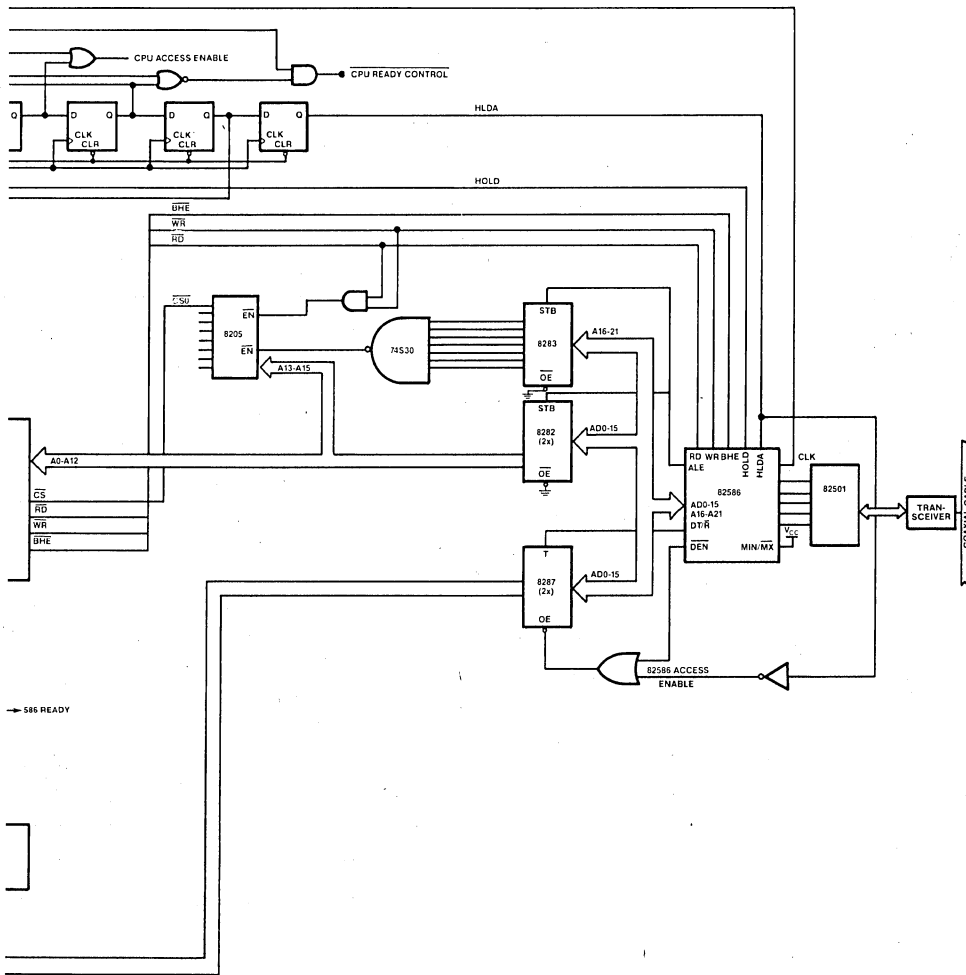 CPU ACCESS ENABLE
CPU READY CONTROL
Q D Q D Q D Q
HLDA
CLK CLK CLK
CLR CLR CLR
HOLD
BHE
WR
RD
CS0
EN
8205
EN
A13-A15
74S30
STB
8283
OE
A16-21
STB
8282
(2x)
OE
AD0-15
A0-A12
CS
RD
WR
BHE
RD WR BHE HOLD HLDA CLK
ALE
82586
AD0-15
A16-A21
DT/R
DEN
MIN/MX
VCC
82501
TRAN-
SCEIVER
COAXIAL CABLE
T
8287
(2x)
OE
AD0-15
82586 ACCESS
ENABLE
586 READY